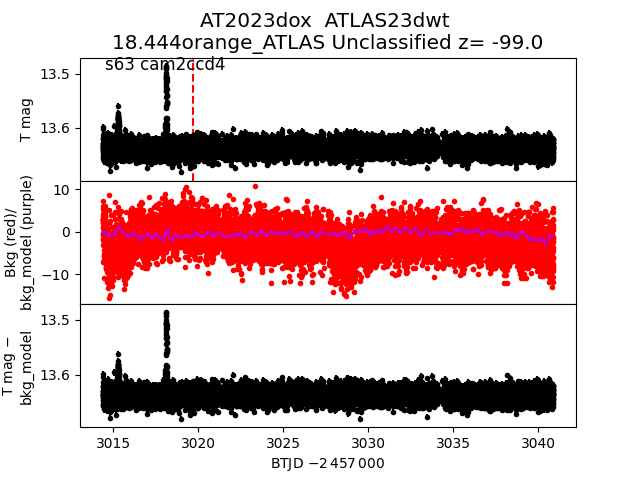 AT2023dox  ATLAS23dwt
18.444orange_ATLAS Unclassified z= -99.0
s63 cam2ccd4
T mag
13.5
13.6
Bkg (red)/
bkg_model (purple)
10
0
−10
T mag −
bkg_model
13.5
13.6
3015 3020 3025 3030 3035 3040
BTJD −2 457 000